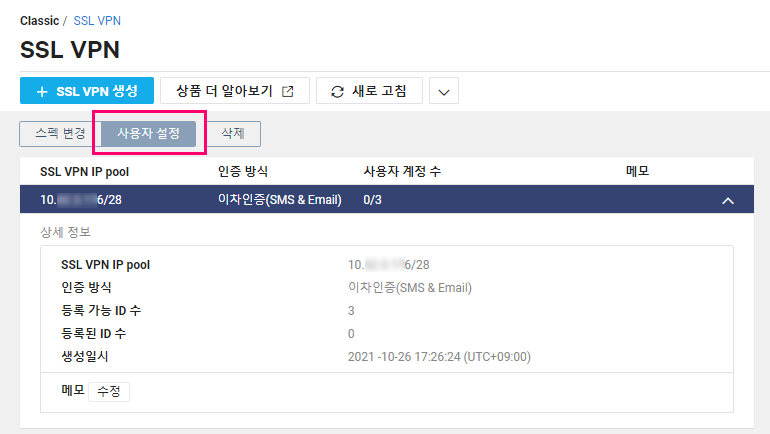 Classic / SSL VPN
SSL VPN
+ SSL VPN 생성 상품 더 알아보기 새로 고침
스펙 변경 사용자 설정 삭제
SSL VPN IP pool 인증 방식 사용자 계정 수 메모
10. 6/28 이차인증(SMS & Email) 0/3
상세 정보
SSL VPN IP pool 10. 6/28
인증 방식 이차인증(SMS & Email)
등록 가능 ID 수 3
등록된 ID 수 0
생성일시 2021 -10-26 17:26:24 (UTC+09:00)
메모 수정